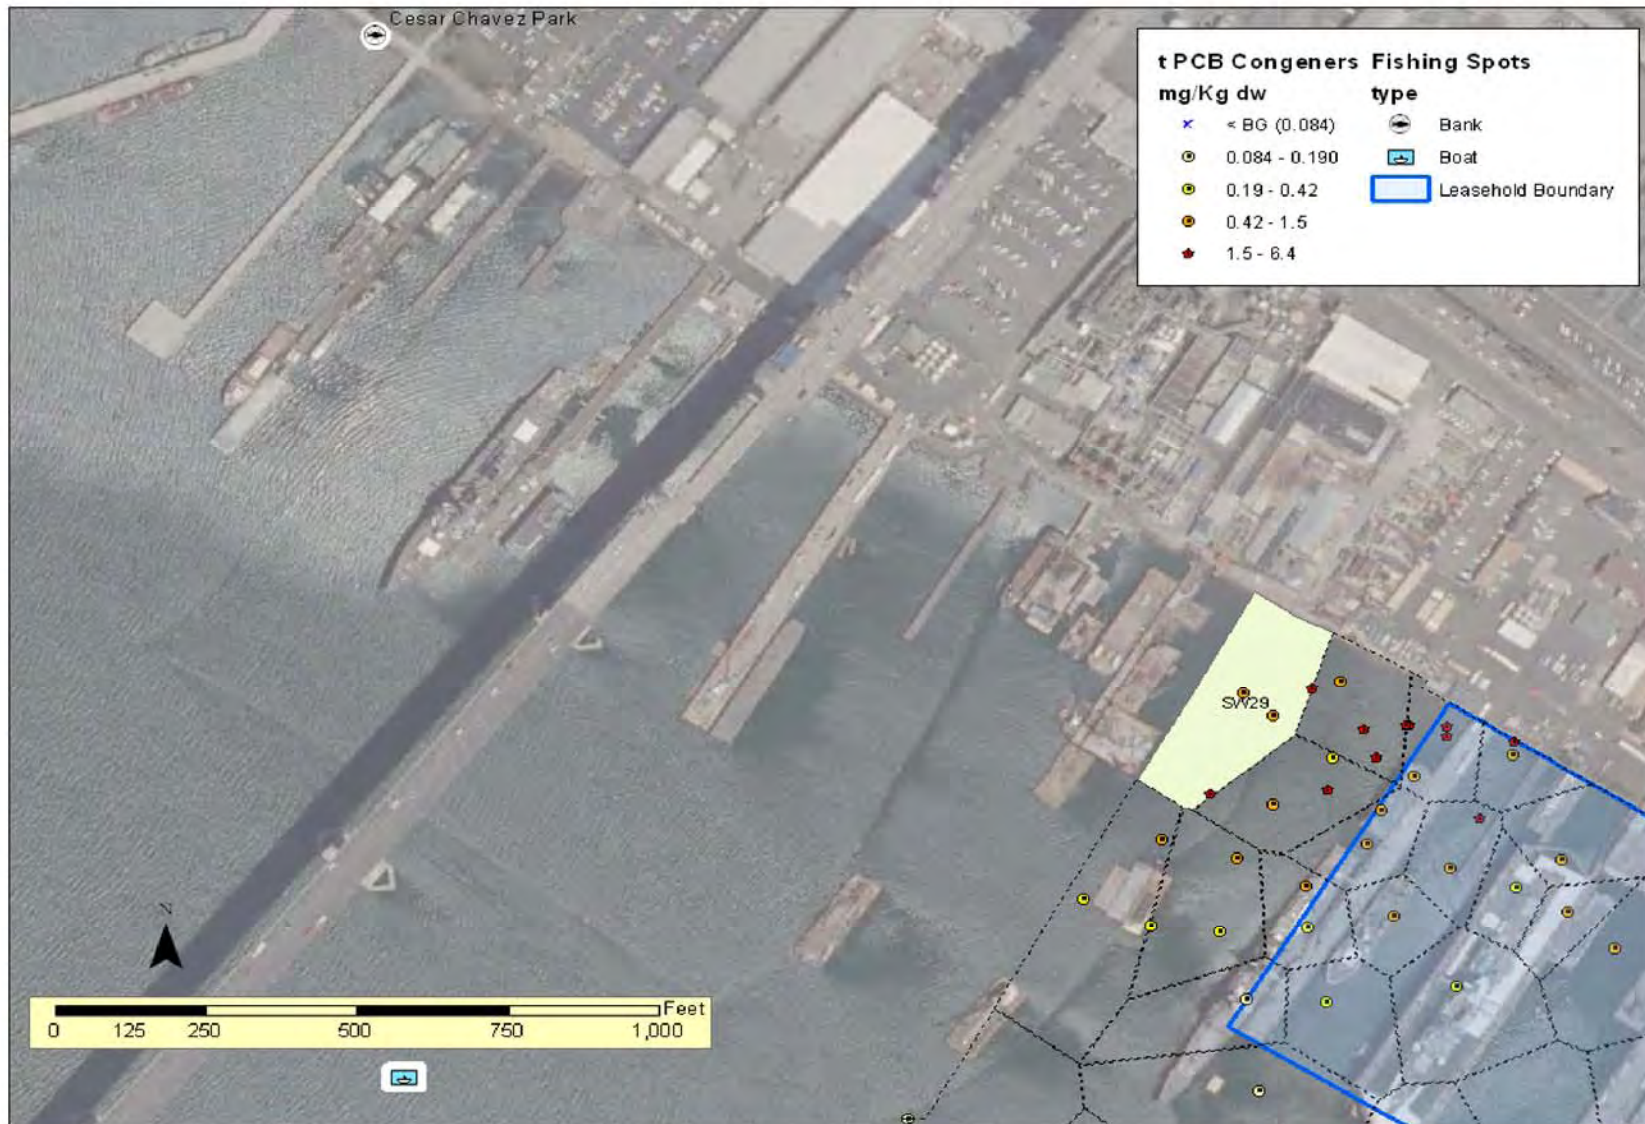 Cesar Chavez Park
t PCB Congeners Fishing Spots
mg/Kg dw type
< BG (0.084) Bank
0.084 - 0.190 Boat
0.19 - 0.42 Leasehold Boundary
0.42 - 1.5
1.5 - 6.4
SW29
N
Feet
0 125 250 500 750 1,000